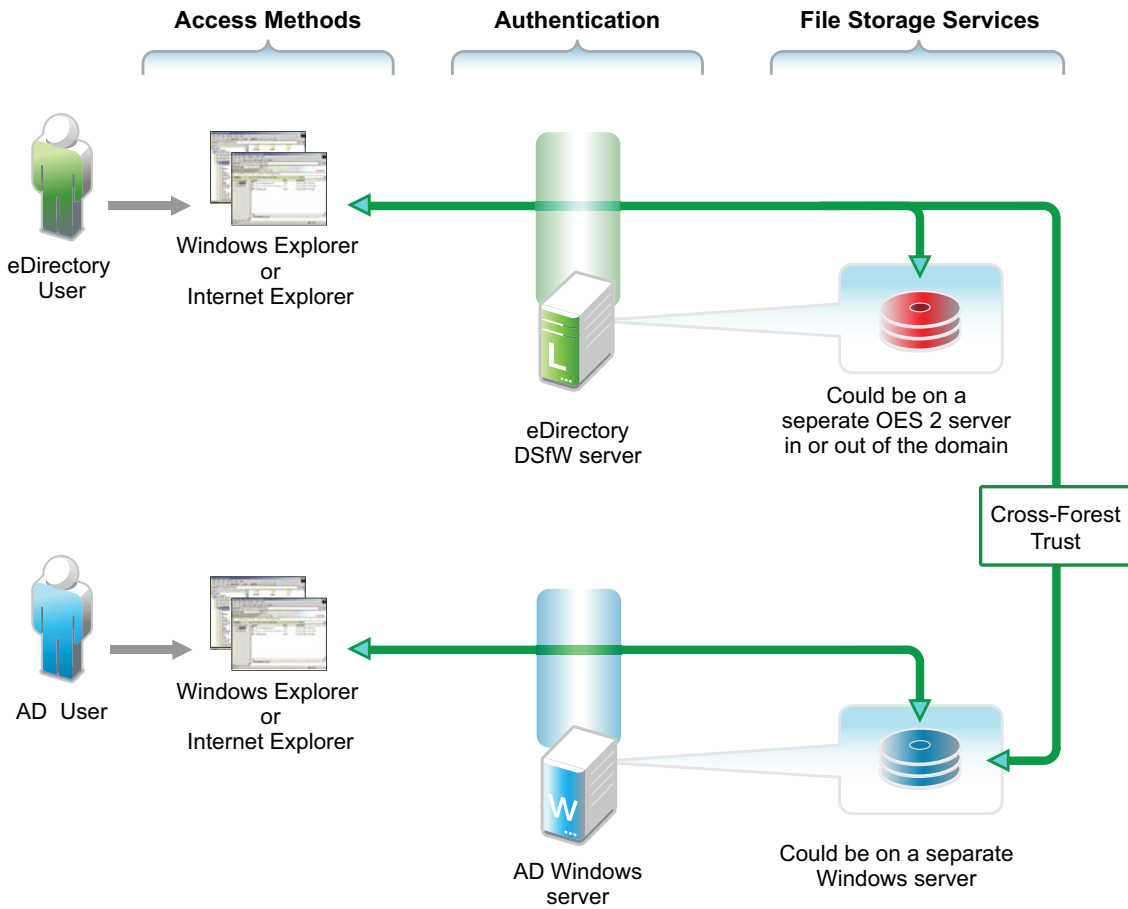 Access Methods
Authentication
File Storage Services
eDirectory
User
Windows Explorer
or
Internet Explorer
L
eDirectory
DSfW server
Could be on a
seperate OES 2 server
in or out of the domain
Cross-Forest
Trust
AD User
Windows Explorer
or
Internet Explorer
W
AD Windows
server
Could be on a separate
Windows server